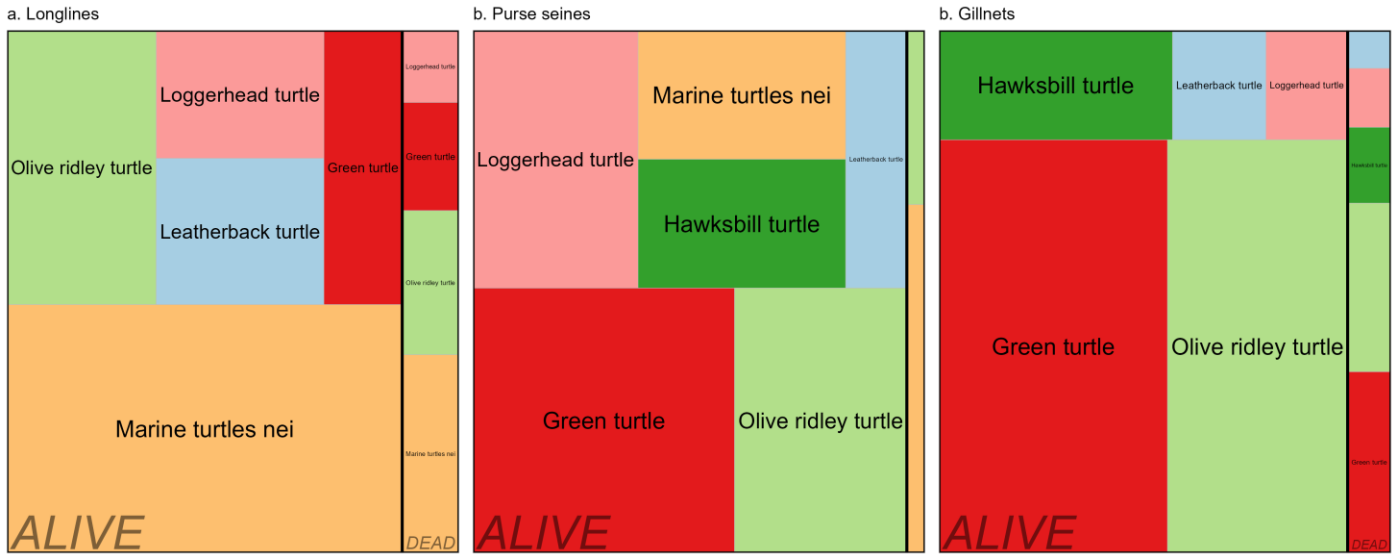 a. Longlines
Olive ridley turtle
Loggerhead turtle
Leatherback turtle
Green turtle
Marine turtles nei
ALIVE
Loggerhead turtle
Green turtle
Olive ridley turtle
Marine turtles nei
DEAD
b. Purse seines
Loggerhead turtle
Marine turtles nei
Hawksbill turtle
Leatherback turtle
Green turtle
Olive ridley turtle
ALIVE
b. Gillnets
Hawksbill turtle
Leatherback turtle
Loggerhead turtle
Green turtle
Olive ridley turtle
ALIVE
Hawksbill turtle
Green turtle
DEAD